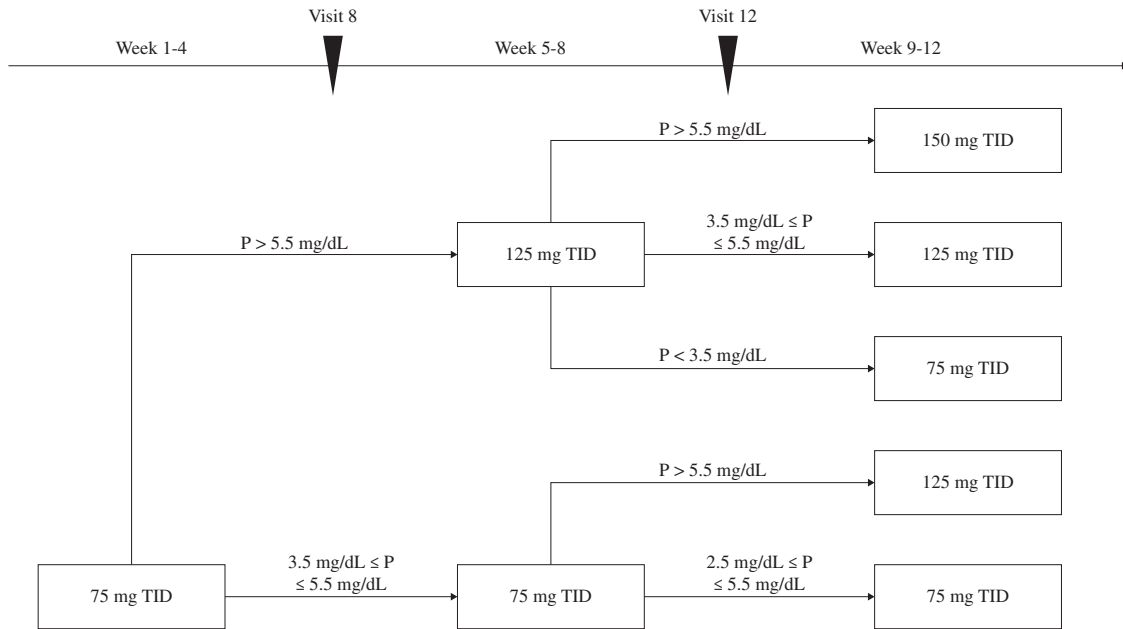 Visit 8
Visit 12
Week 1-4
Week 5-8
Week 9-12
P > 5.5 mg/dL
150 mg TID
P > 5.5 mg/dL
125 mg TID
3.5 mg/dL ≤ P
≤ 5.5 mg/dL
125 mg TID
P < 3.5 mg/dL
75 mg TID
P > 5.5 mg/dL
125 mg TID
75 mg TID
3.5 mg/dL ≤ P
≤ 5.5 mg/dL
75 mg TID
2.5 mg/dL ≤ P
≤ 5.5 mg/dL
75 mg TID